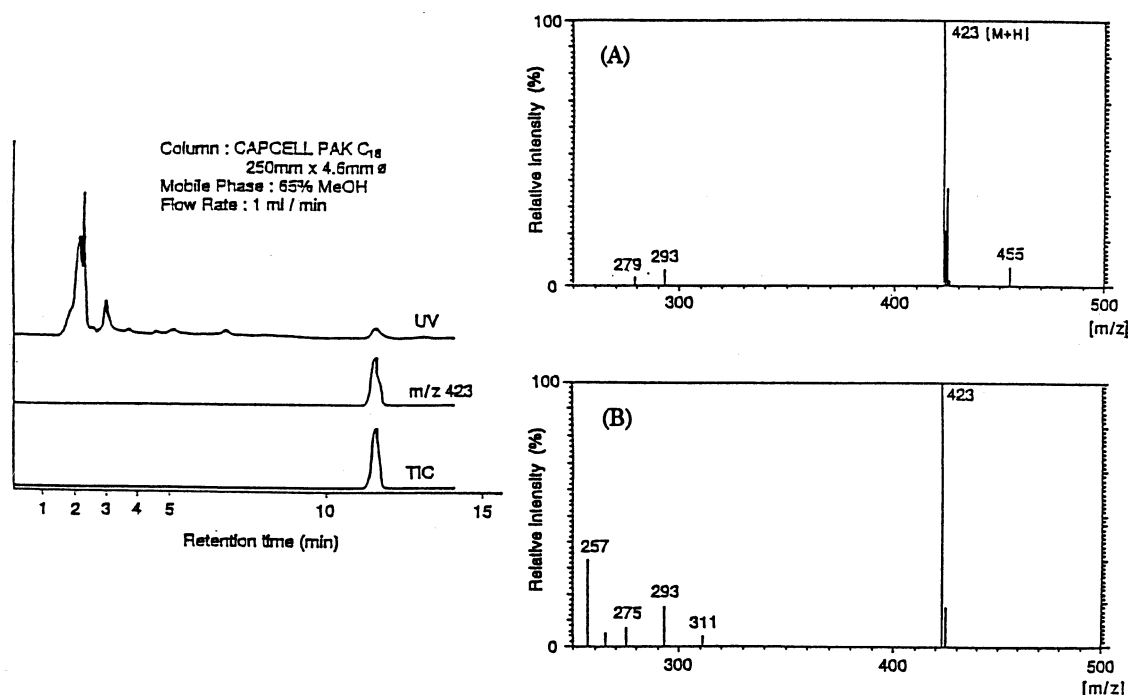 Column : CAPCELL PAK C18
250mm x 4.6mm ø
Mobile Phase : 65% MeOH
Flow Rate : 1 ml / min
UV
m/z 423
TIC
1 2 3 4 5 10 15
Retention time (min)
100
(A)
423 [M+H]
Relative Intensity (%)
279 293
455
0
300 400 500
[m/z]
100
(B)
423
Relative Intensity (%)
257
275 293 311
0
300 400 500
[m/z]